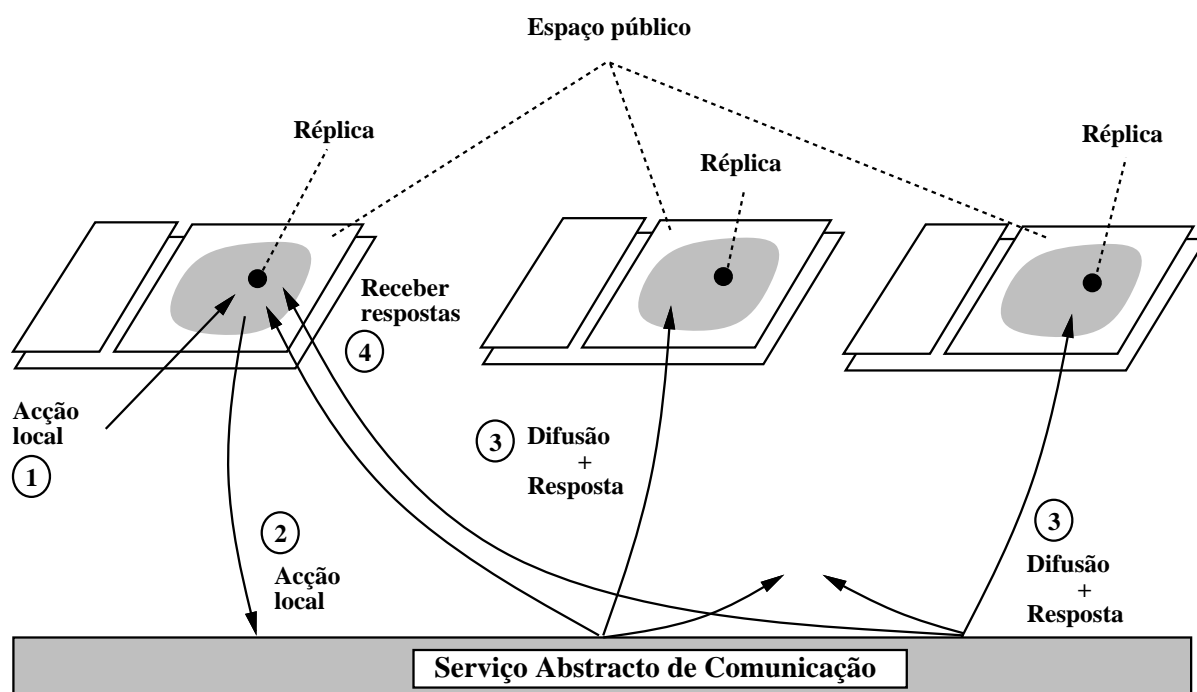 Espaço público
Réplica
Réplica
Réplica
Receber
respostas
4
Acção
local
1
3
Difusão
+
Resposta
2
Acção
local
3
Difusão
+
Resposta
Serviço Abstracto de Comunicação